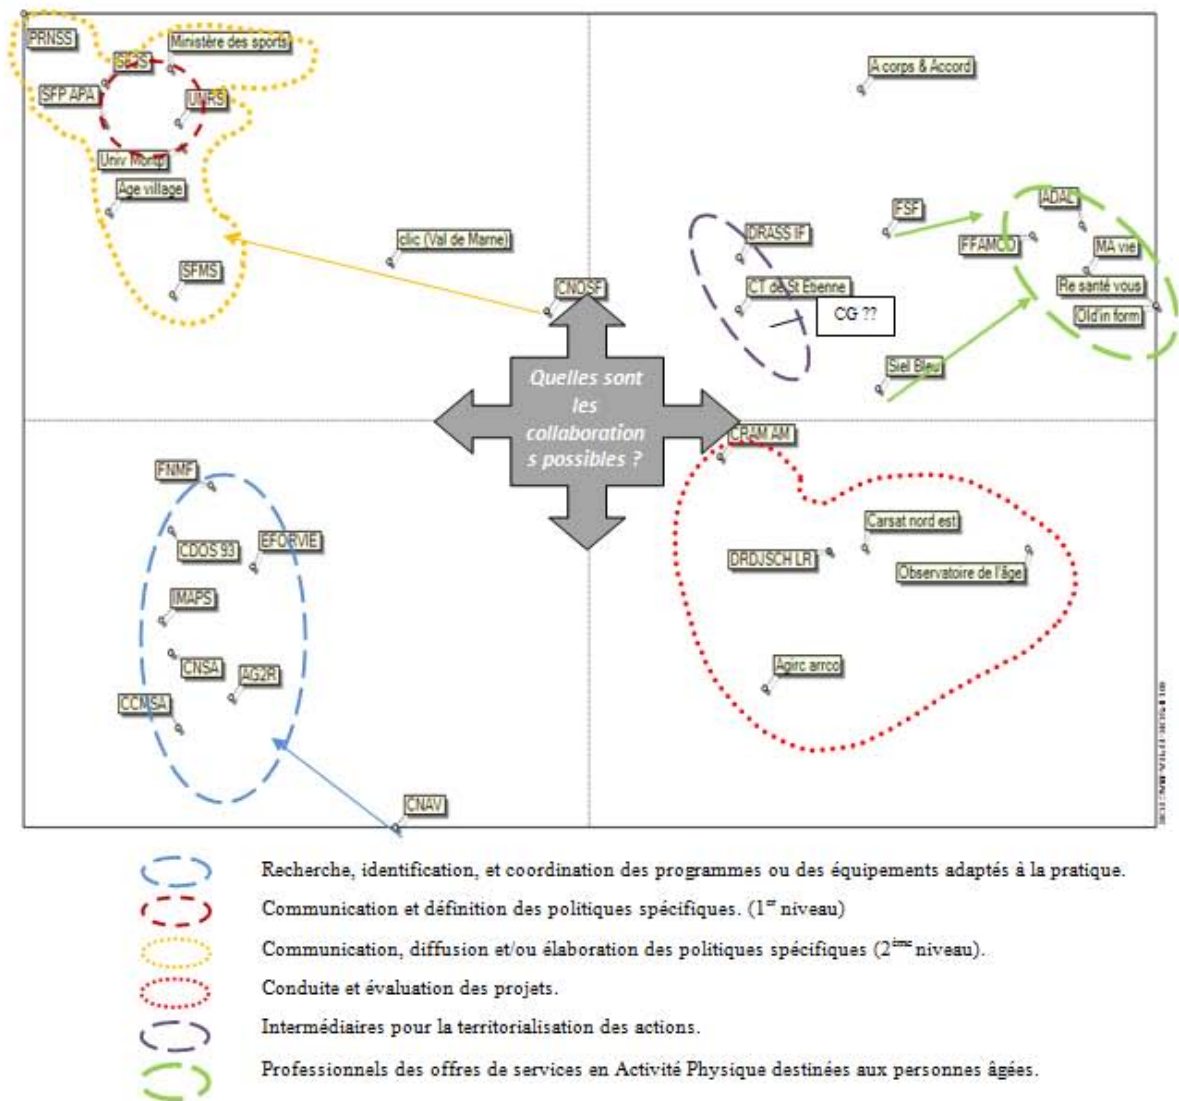 PRNSS
Ministère des sports
SFP APA
UNRS
Univ Montp
Age village
SFMS
clic (Val de Marne)
CNOSF
A corps & Accord
FSF
ADAL
DRASS IF
FFAMCO
MA vie
CT de St Etienne
Re santé vous
Old'in form
CG ??
Siel Bleu
Quelles sont
les
collaboration
s possibles ?
CRAM AM
FNMF
CDOS 93
EFORVIE
IMAPS
CNSA
AG2R
CCMSA
CNAV
Carsat nord est
DRDJSCH LR
Observatoire de l'âge
Agirc arrco
Recherche, identification, et coordination des programmes ou des équipements adaptés à la pratique.
Communication et définition des politiques spécifiques. (1er niveau)
Communication, diffusion et/ou élaboration des politiques spécifiques (2ème niveau).
Conduite et évaluation des projets.
Intermédiaires pour la territorialisation des actions.
Professionnels des offres de services en Activité Physique destinées aux personnes âgées.